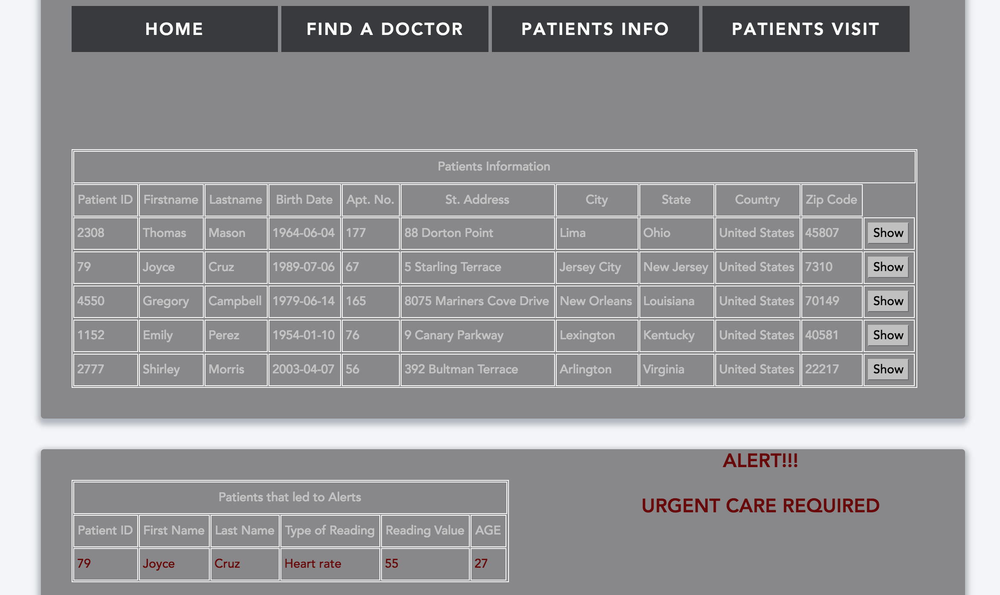 HOME FIND A DOCTOR PATIENTS INFO PATIENTS VISIT
Patients Information
Patient ID Firstname Lastname Birth Date Apt. No. St. Address City State Country Zip Code
2308 Thomas Mason 1964-06-04 177 88 Dorton Point Lima Ohio United States 45807 Show
79 Joyce Cruz 1989-07-06 67 5 Starling Terrace Jersey City New Jersey United States 7310 Show
4550 Gregory Campbell 1979-06-14 165 8075 Mariners Cove Drive New Orleans Louisiana United States 70149 Show
1152 Emily Perez 1954-01-10 76 9 Canary Parkway Lexington Kentucky United States 40581 Show
2777 Shirley Morris 2003-04-07 56 392 Bultman Terrace Arlington Virginia United States 22217 Show
ALERT!!!
URGENT CARE REQUIRED
Patients that led to Alerts
Patient ID First Name Last Name Type of Reading Reading Value AGE
79 Joyce Cruz Heart rate 55 27